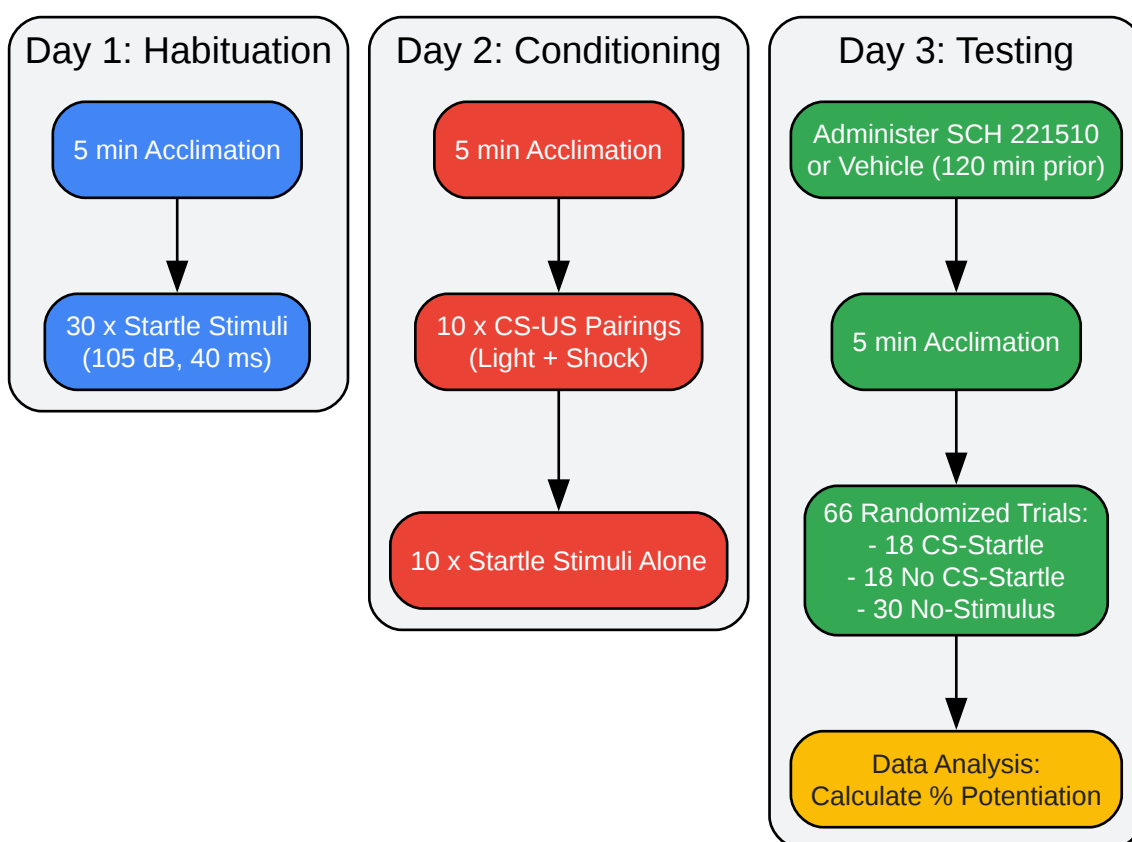 Day 1: Habituation
5 min Acclimation
30 x Startle Stimuli
(105 dB, 40 ms)
Day 2: Conditioning
5 min Acclimation
10 x CS-US Pairings
(Light + Shock)
10 x Startle Stimuli Alone
Day 3: Testing
Administer SCH 221510
or Vehicle (120 min prior)
5 min Acclimation
66 Randomized Trials:
- 18 CS-Startle
- 18 No CS-Startle
- 30 No-Stimulus
Data Analysis:
Calculate % Potentiation